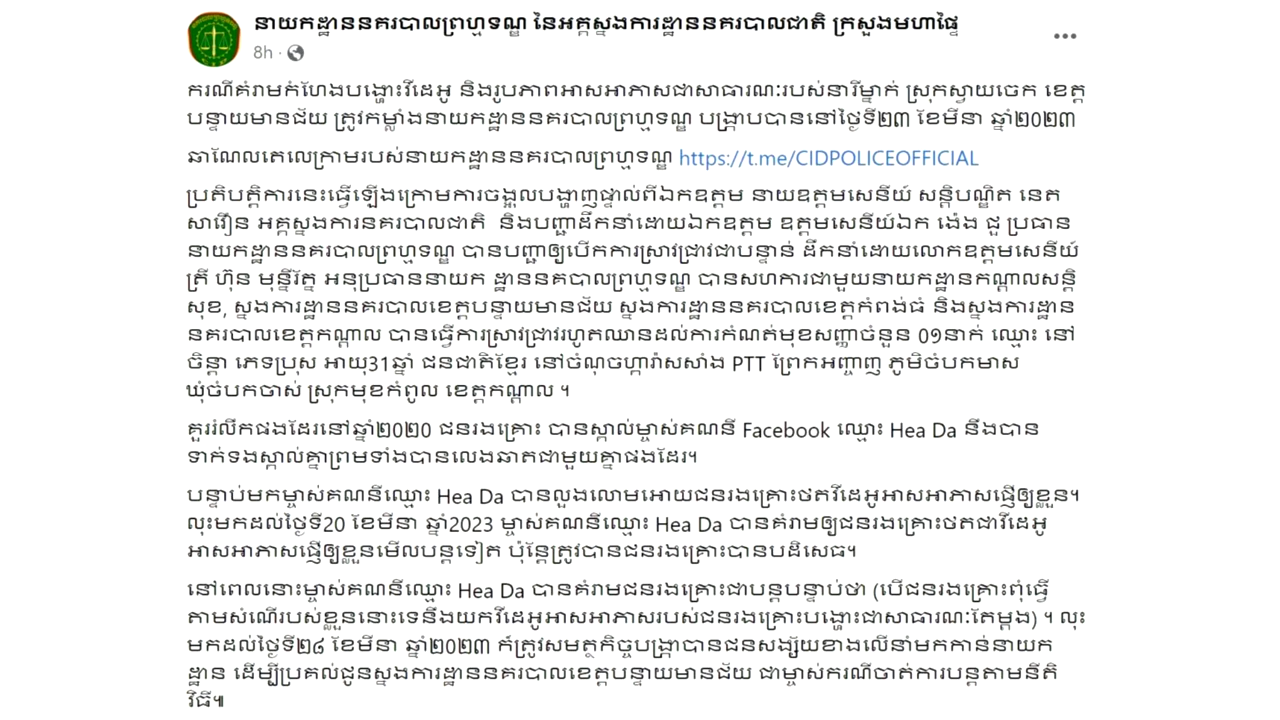 នាយកដ្ឋាននគរបាលព្រហ្មទណ្ឌ នៃអគ្គស្នងការដ្ឋាននគរបាលជាតិ ក្រសួងមហាផ្ទៃ
8h ·
ករណីគំរាមកំហែងបង្ហោះវីដេអូ និងរូបភាពអាសអាភាសជាសាធារណៈរបស់នារីម្នាក់ ស្រុកស្វាយចេក ខេត្ត
បន្ទាយមានជ័យ ត្រូវកម្លាំងនាយកដ្ឋាននគរបាលព្រហ្មទណ្ឌ បង្ក្រាបបាននៅថ្ងៃទី២៣ ខែមីនា ឆ្នាំ២០២៣
ឆាណែលតេលេក្រាមរបស់នាយកដ្ឋាននគរបាលព្រហ្មទណ្ឌ https://t.me/CIDPOLICEOFFICIAL
ប្រតិបត្តិការនេះធ្វើឡើងក្រោមការចង្អុលបង្ហាញផ្ទាល់ពីឯកឧត្តម នាយឧត្តមសេនីយ៍ សន្តិបណ្ឌិត នេត
សាវឿន អគ្គស្នងការនគរបាលជាតិ និងបញ្ជាដឹកនាំដោយឯកឧត្តម ឧត្តមសេនីយ៍ឯក ង៉េង ជួ ប្រធាន
នាយកដ្ឋាននគរបាលព្រហ្មទណ្ឌ បានបញ្ជាឲ្យបើកការស្រាវជ្រាវជាបន្ទាន់ ដឹកនាំដោយលោកឧត្តមសេនីយ៍
ត្រី ហ៊ុន មុន្នីរ័ត្ន អនុប្រធាននាយក ដ្ឋាននគបាលព្រហ្មទណ្ឌ បានសហការជាមួយនាយកដ្ឋានកណ្តាលសន្តិ
សុខ, ស្នងការដ្ឋាននគរបាលខេត្តបន្ទាយមានជ័យ ស្នងការដ្ឋាននគរបាលខេត្តកំពង់ធំ និងស្នងការដ្ឋាន
នគរបាលខេត្តកណ្តាល បានធ្វើការស្រាវជ្រាវរហូតឈានដល់ការកំណត់មុខសញ្ញាចំនួន ០១នាក់ ឈ្មោះ នៅ
ចិន្តា ភេទប្រុស អាយុ31ឆ្នាំ ជនជាតិខ្មែរ នៅចំណុចហ្ការ៉ាស់សាំង PTT ព្រែកអញ្ចាញ ភូមិចំបកមាស
ឃុំចំបកចាស់ ស្រុកមុខកំពូល ខេត្តកណ្តាល ។
គួររំលឹកផងដែរនៅឆ្នាំ២០២០ ជនរងគ្រោះ បានស្គាល់ម្ចាស់គណនី Facebook ឈ្មោះ Hea Da នឹងបាន
ទាក់ទងស្គាល់គ្នាព្រមទាំងបានលេងឆាតជាមួយគ្នាផងដែរ។
បន្ទាប់មកម្ចាស់គណនីឈ្មោះ Hea Da បានលួងលោមអោយជនរងគ្រោះថតវីដេអូអាសអាភាសផ្ញើឲ្យខ្លួន។
លុះមកដល់ថ្ងៃទី20 ខែមីនា ឆ្នាំ2023 ម្ចាស់គណនីឈ្មោះ Hea Da បានគំរាមឲ្យជនរងគ្រោះថតជាវីដេអូ
អាសអាភាសផ្ញើឲ្យខ្លួនមើលបន្តទៀត ប៉ុន្តែត្រូវបានជនរងគ្រោះបានបដិសេធ។
នៅពេលនោះម្ចាស់គណនីឈ្មោះ Hea Da បានគំរាមជនរងគ្រោះជាបន្តបន្ទាប់ថា (បើជនរងគ្រោះពុំធ្វើ
តាមសំណើរបស់ខ្លួននោះទេនឹងយកវីដេអូអាសអាភាសរបស់ជនរងគ្រោះបង្ហោះជាសាធារណៈតែម្តង) ។ លុះ
មកដល់ថ្ងៃទី២៤ ខែមីនា ឆ្នាំ២០២៣ ក៍ត្រូវសមត្ថកិច្ចបង្ក្រាបានជនសង្ស័យខាងលើនាំមកកាន់នាយក
ដ្ឋាន ដើម្បីប្រគល់ជូនស្នងការដ្ឋាននគរបាលខេត្តបន្ទាយមានជ័យ ជាម្ចាស់ករណីចាត់ការបន្តតាមនីតិ
វិធី៕